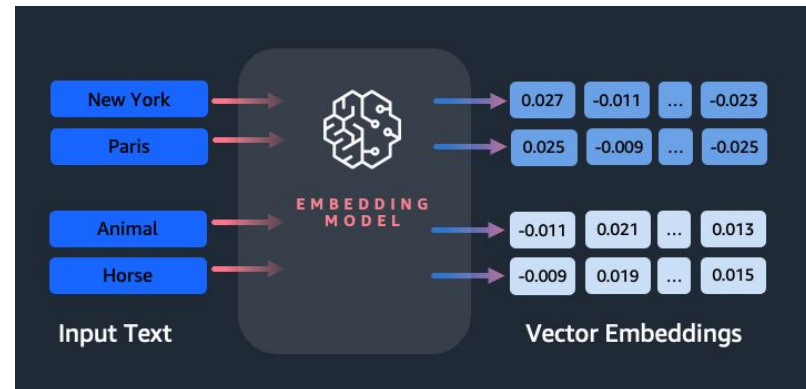 New York 0.027 -0.011 ... -0.023
Paris 0.025 -0.009 ... -0.025
EMBEDDING
MODEL
Animal -0.011 0.021 ... 0.013
Horse -0.009 0.019 ... 0.015
Input Text Vector Embeddings